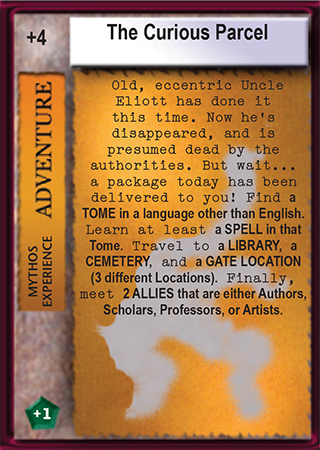 +4
The Curious Parcel
MYTHOS
EXPERIENCE
ADVENTURE
Old, eccentric Uncle
Eliott has done it
this time. Now he's
disappeared, and is
presumed dead by the
authorities. But wait...
a package today has been
delivered to you! Find a
TOME in a language other than English.
Learn at least a SPELL in that
Tome. Travel to a LIBRARY, a
CEMETERY, and a GATE LOCATION
(3 different Locations). Finally,
meet 2 ALLIES that are either Authors,
Scholars, Professors, or Artists.
+1